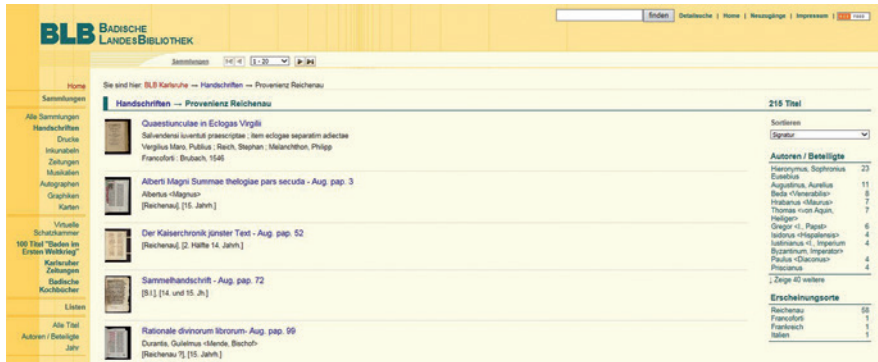 finden
Detailsuche | Home | Neuzugänge | Impressum |
BLB BADISCHE
LANDESBIBLIOTHEK
Sammlungen
1 - 20
Home
Sammlungen
Alle Sammlungen
Handschriften
Drucke
Inkunabeln
Zeitungen
Musikalien
Autographen
Graphiken
Karten
Virtuelle
Schatzkammer
100 Titel "Baden im
Ersten Weltkrieg"
Karlsruher
Zeitungen
Badische
Kochbücher
Listen
Alle Titel
Autoren / Beteiligte
Jahr
Sie sind hier: BLB Karlsruhe → Handschriften → Provenienz Reichenau
Handschriften → Provenienz Reichenau
Quaestiunculae in Eclogas Virgilii
Salvendensi iuventuti praescriptae ; item eclogae separatim adiectae
Vergilius Maro, Publius ; Reich, Stephan ; Melanchthon, Philipp
Francoforti : Brubach, 1546
Alberti Magni Summae thelogiae pars secuda - Aug. pap. 3
Albertus <Magnus>
[Reichenau], [15. Jahrh.]
Der Kaiserchronik jünster Text - Aug. pap. 52
[Reichenau], [2. Hälfte 14. Jahrh.]
Sammelhandschrift - Aug. pap. 72
[S.l.], [14. und 15. Jh.]
Rationale divinorum librorum- Aug. pap. 99
Durantis, Guilelmus <Mende, Bischof>
[Reichenau ?], [15. Jahrh.]
215 Titel
Sortieren
Signatur
Autoren / Beteiligte
Hieronymus, Sophronius 23
Eusebius
Augustinus, Aurelius 11
Beda <Venerabilis> 8
Hrabanus <Maurus> 7
Thomas <von Aquin, 7
Heiliger>
Gregor <I., Papst> 6
Isidorus <Hispalensis> 4
Iustinianus <I., Imperium 4
Byzantinum, Imperator>
Paulus <Diaconus> 4
Priscianus 4
↓ Zeige 40 weitere
Erscheinungsorte
Reichenau 58
Francoforti 1
Frankreich 1
Italien 1